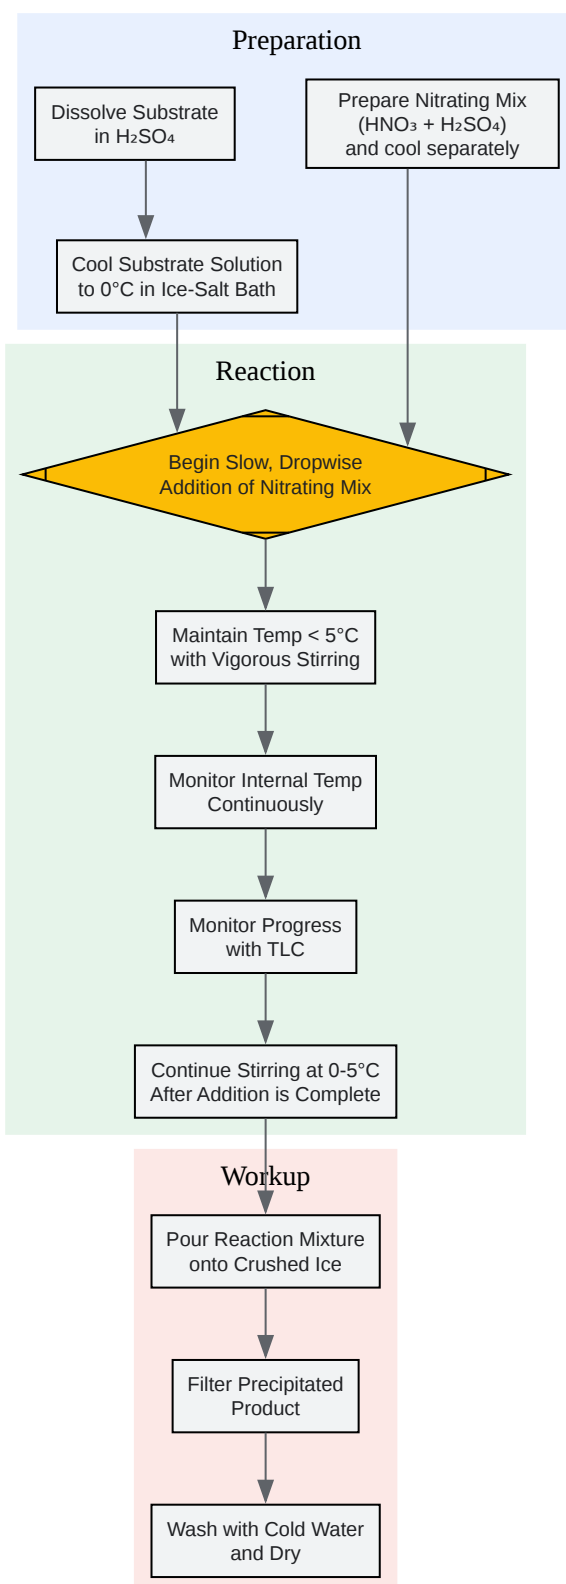 Preparation
Dissolve Substrate
in H₂SO₄
Prepare Nitrating Mix
(HNO₃ + H₂SO₄)
and cool separately
Cool Substrate Solution
to 0°C in Ice-Salt Bath
Reaction
Begin Slow, Dropwise
Addition of Nitrating Mix
Maintain Temp < 5°C
with Vigorous Stirring
Monitor Internal Temp
Continuously
Monitor Progress
with TLC
Continue Stirring at 0-5°C
After Addition is Complete
Workup
Pour Reaction Mixture
onto Crushed Ice
Filter Precipitated
Product
Wash with Cold Water
and Dry